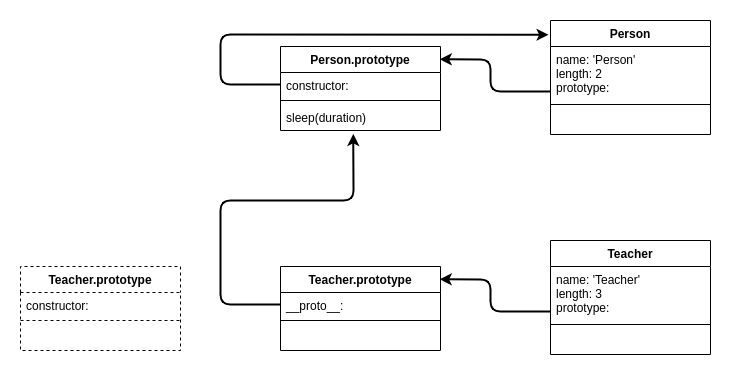 Person.prototype
constructor:
sleep(duration)
Person
name: 'Person'
length: 2
prototype:
Teacher.prototype
constructor:
Teacher.prototype
__proto__:
Teacher
name: 'Teacher'
length: 3
prototype: